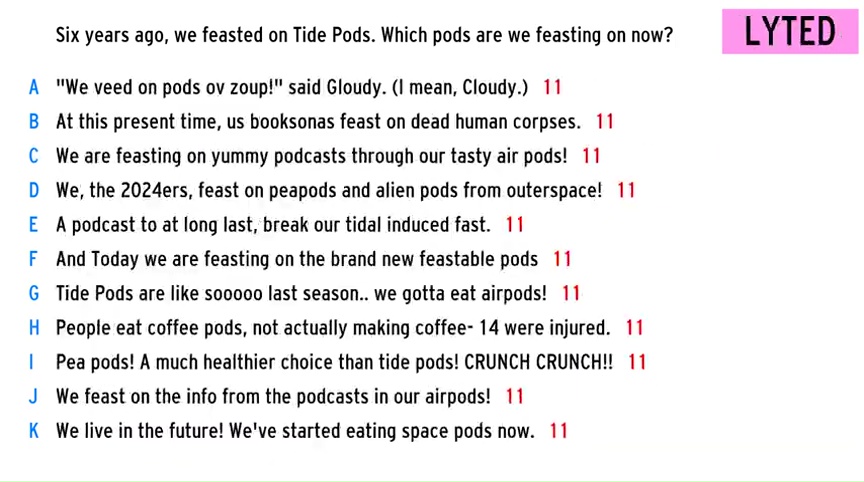 Six years ago, we feasted on Tide Pods. Which pods are we feasting on now?
LYTED
A "We veed on pods ov zoup!" said Gloudy. (I mean, Cloudy.) 11
B At this present time, us booksonas feast on dead human corpses. 11
C We are feasting on yummy podcasts through our tasty air pods! 11
D We, the 2024ers, feast on peapods and alien pods from outerspace! 11
E A podcast to at long last, break our tidal induced fast. 11
F And Today we are feasting on the brand new feastable pods 11
G Tide Pods are like sooooo last season.. we gotta eat airpods! 11
H People eat coffee pods, not actually making coffee- 14 were injured. 11
I Pea pods! A much healthier choice than tide pods! CRUNCH CRUNCH!! 11
J We feast on the info from the podcasts in our airpods! 11
K We live in the future! We've started eating space pods now. 11